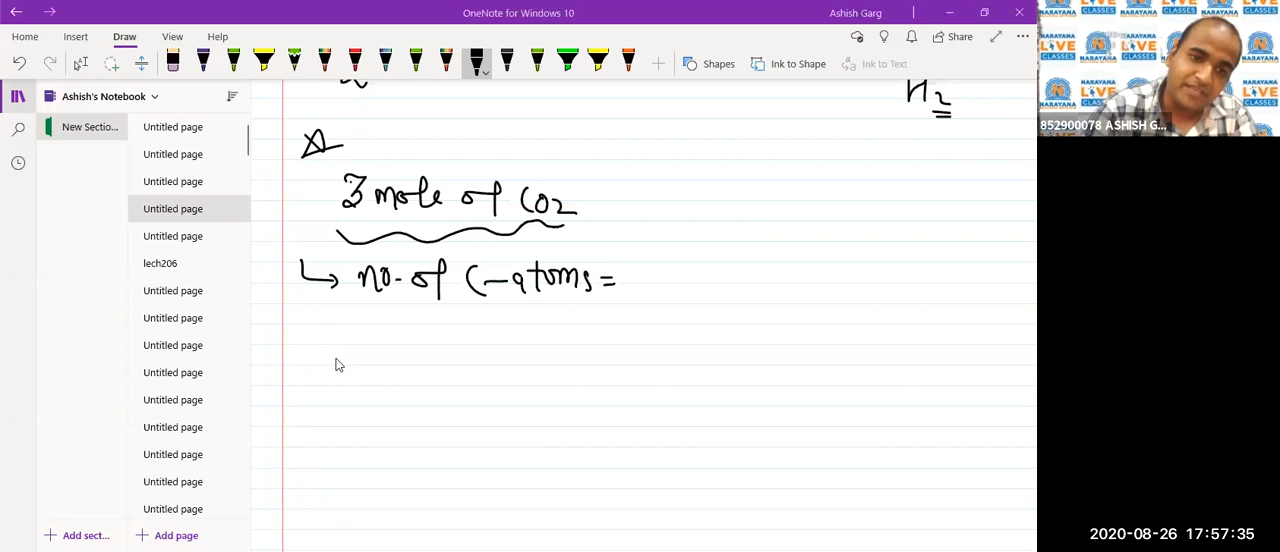 OneNote for Windows 10
Ashish Garg
Home Insert Draw View Help
Share
Shapes
Ink to Shape
Ink to Text
Ashish's Notebook
New Sectio...
Untitled page
Untitled page
Untitled page
Untitled page
Untitled page
lech206
Untitled page
Untitled page
Untitled page
Untitled page
Untitled page
Untitled page
Untitled page
Untitled page
Untitled page
Add sect...
Add page
H2
3 mole of CO2
no. of C-atoms =
NARAYANA LIVE CLASSES
852900078 ASHISH G...
2020-08-26 17:57:35